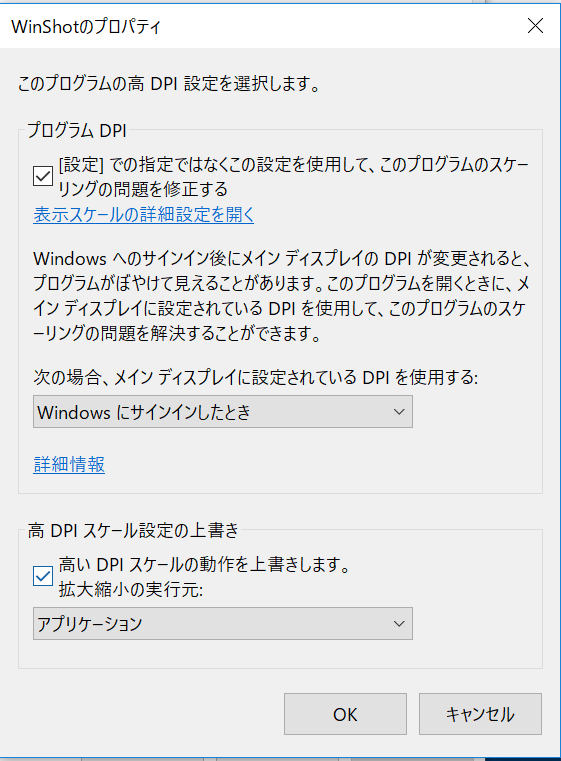 WinShotのプロパティ
このプログラムの高 DPI 設定を選択します。
プログラム DPI
[設定] での指定ではなくこの設定を使用して、このプログラムのスケー
リングの問題を修正する
表示スケールの詳細設定を開く
Windows へのサインイン後にメイン ディスプレイの DPI が変更されると、
プログラムがぼやけて見えることがあります。このプログラムを開くときに、メ
イン ディスプレイに設定されている DPI を使用して、このプログラムのスケ
ーリングの問題を解決することができます。
次の場合、メイン ディスプレイに設定されている DPI を使用する:
Windows にサインインしたとき
詳細情報
高 DPI スケール設定の上書き
高い DPI スケールの動作を上書きします。
拡大縮小の実行元:
アプリケーション
OK
キャンセル